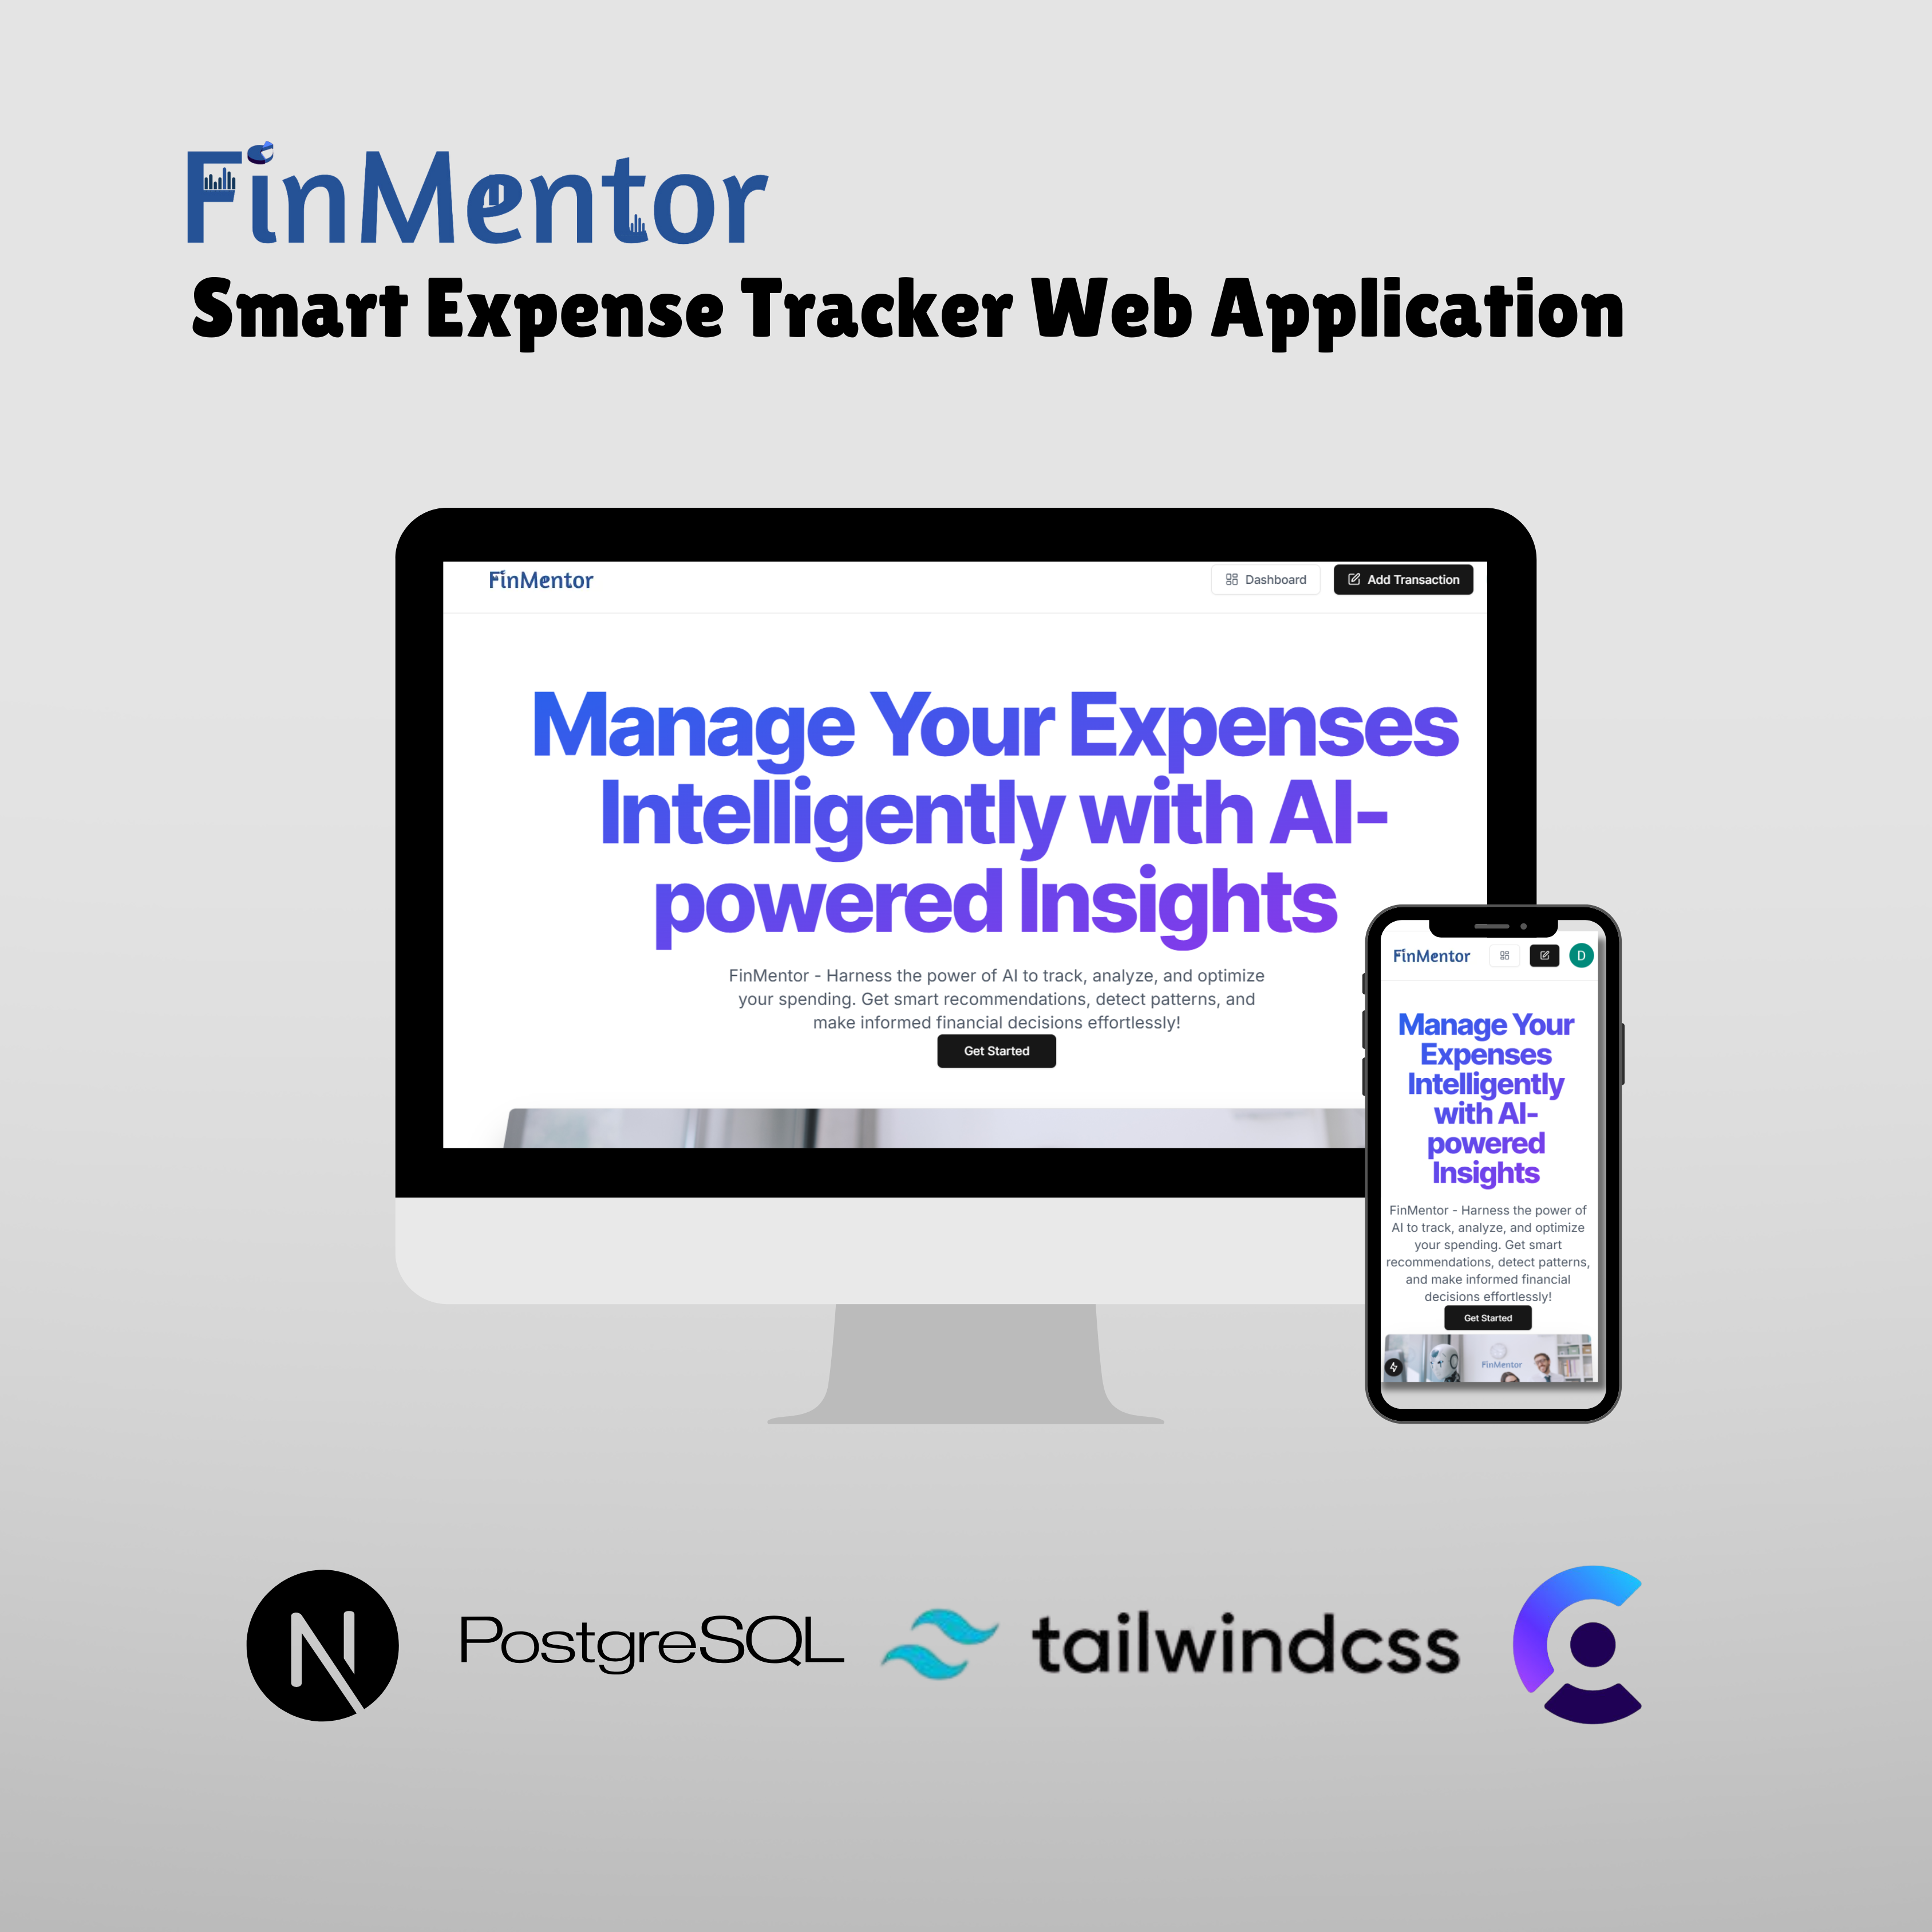 FinMentor
Smart Expense Tracker Web Application
FinMentor
Dashboard
Add Transaction
Manage Your Expenses
Intelligently with AI-
powered Insights
FinMentor - Harness the power of AI to track, analyze, and optimize
your spending. Get smart recommendations, detect patterns, and
make informed financial decisions effortlessly!
Get Started
FinMentor
D
Manage Your
Expenses
Intelligently
with AI-
powered
Insights
FinMentor - Harness the power of
AI to track, analyze, and optimize
your spending. Get smart
recommendations, detect patterns,
and make informed financial
decisions effortlessly!
Get Started
FinMentor
N
PostgreSQL
tailwindcss